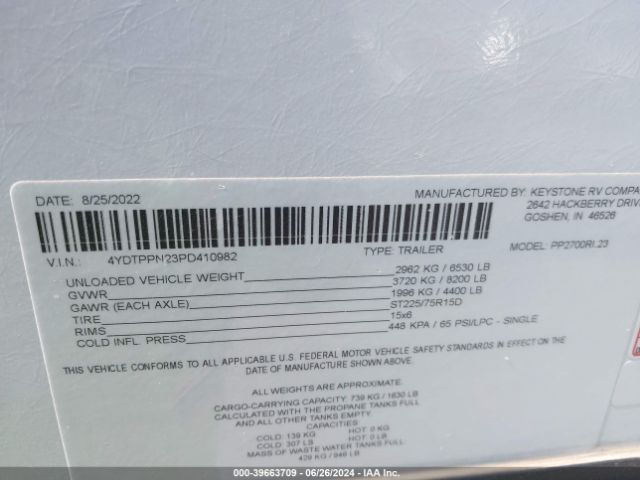 DATE: 8/25/2022
MANUFACTURED BY: KEYSTONE RV COMPA
2642 HACKBERRY DRIV
GOSHEN, IN 46526
V.I.N.: 4YDTPPN23PD410982
TYPE: TRAILER
MODEL: PP2700RI.23
UNLOADED VEHICLE WEIGHT 2962 KG / 6530 LB
GVWR 3720 KG / 8200 LB
GAWR (EACH AXLE) 1996 KG / 4400 LB
TIRE ST225/75R15D
RIMS 15x6
COLD INFL. PRESS 448 KPA / 65 PSI/LPC - SINGLE
THIS VEHICLE CONFORMS TO ALL APPLICABLE U.S. FEDERAL MOTOR VEHICLE SAFETY STANDARDS IN EFFECT ON THE
DATE OF MANUFACTURE SHOWN ABOVE.
ALL WEIGHTS ARE APPROXIMATE.
CARGO-CARRYING CAPACITY: 739 KG / 1630 LB
CALCULATED WITH THE PROPANE TANKS FULL
AND ALL OTHER TANKS EMPTY.
CAPACITIES:
COLD: 139 KG HOT: 0 KG
COLD: 307 LB HOT: 0 LB
MASS OF WASTE WATER TANKS FULL
429 KG / 946 LB
000-39663709 - 06/26/2024 - IAA Inc.